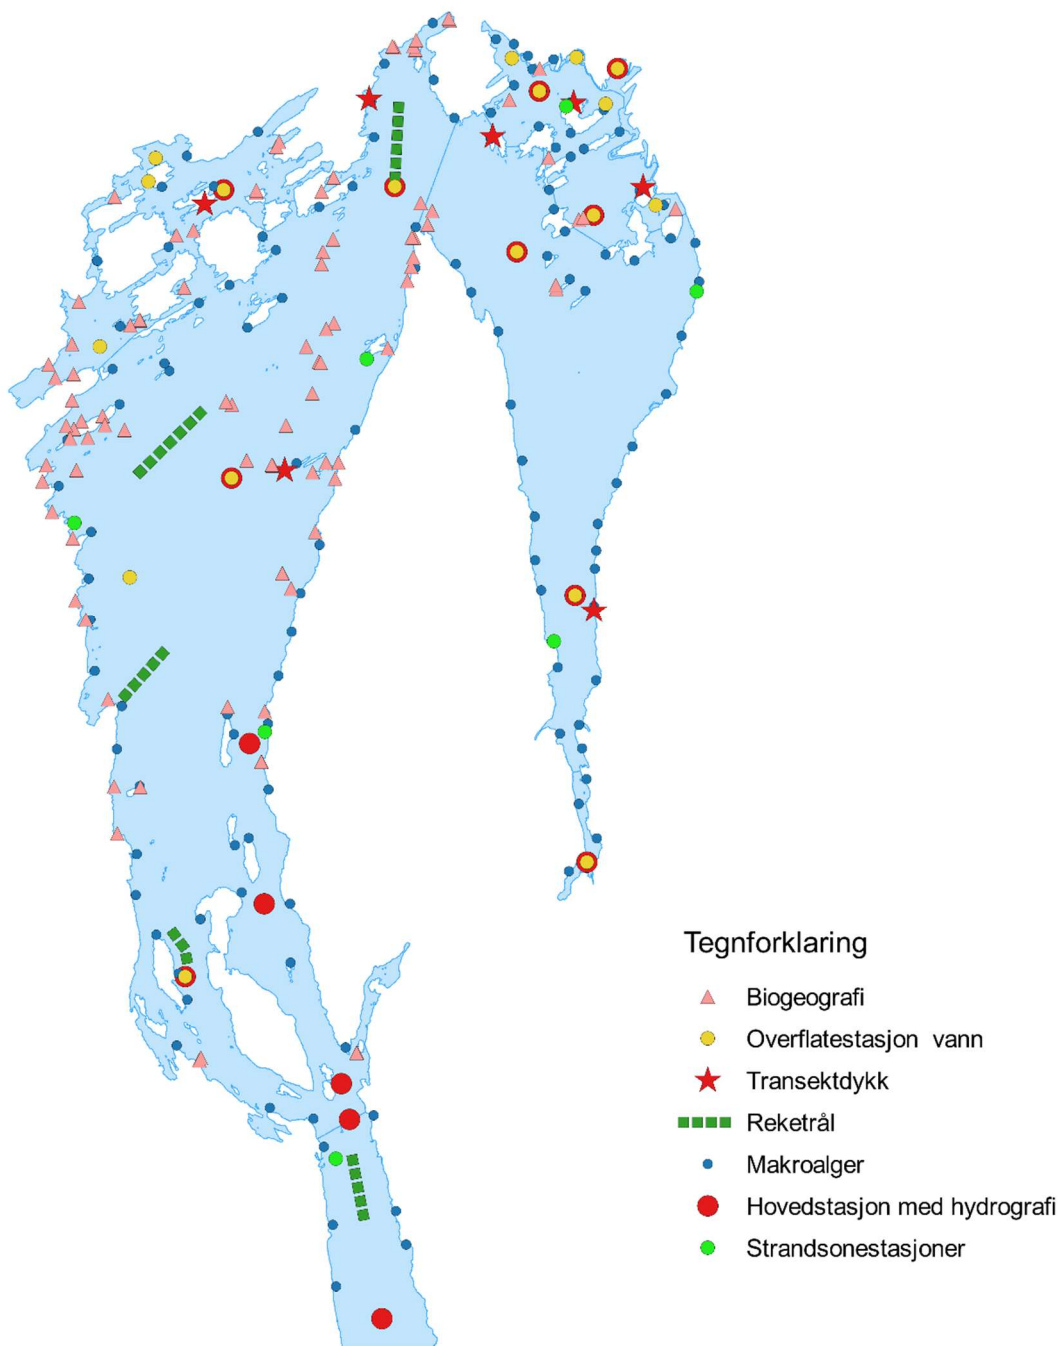 Tegnforklaring
Biogeografi
Overflatestasjon vann
Transektdykk
Reketrål
Makroalger
Hovedstasjon med hydrografi
Strandsonestasjoner